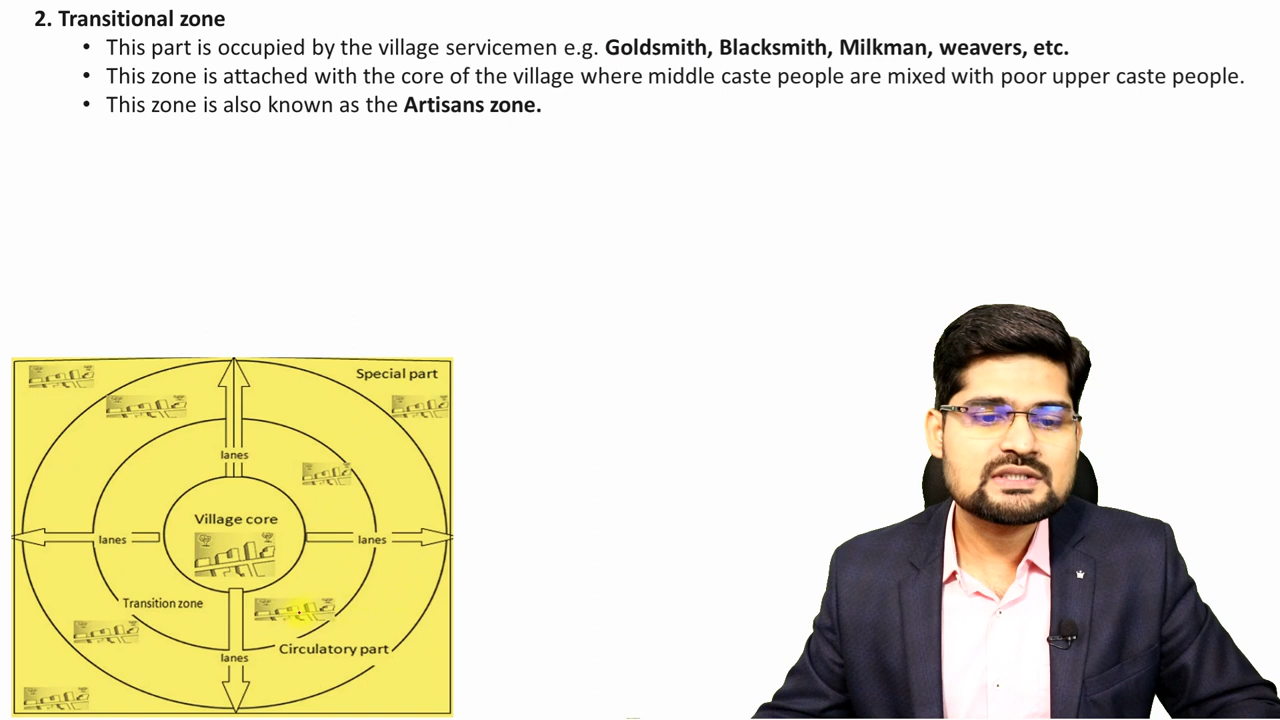 2. Transitional zone
• This part is occupied by the village servicemen e.g. Goldsmith, Blacksmith, Milkman, weavers, etc.
• This zone is attached with the core of the village where middle caste people are mixed with poor upper caste people.
• This zone is also known as the Artisans zone.
Special part
lanes
Village core
lanes
lanes
Transition zone
Circulatory part
lanes